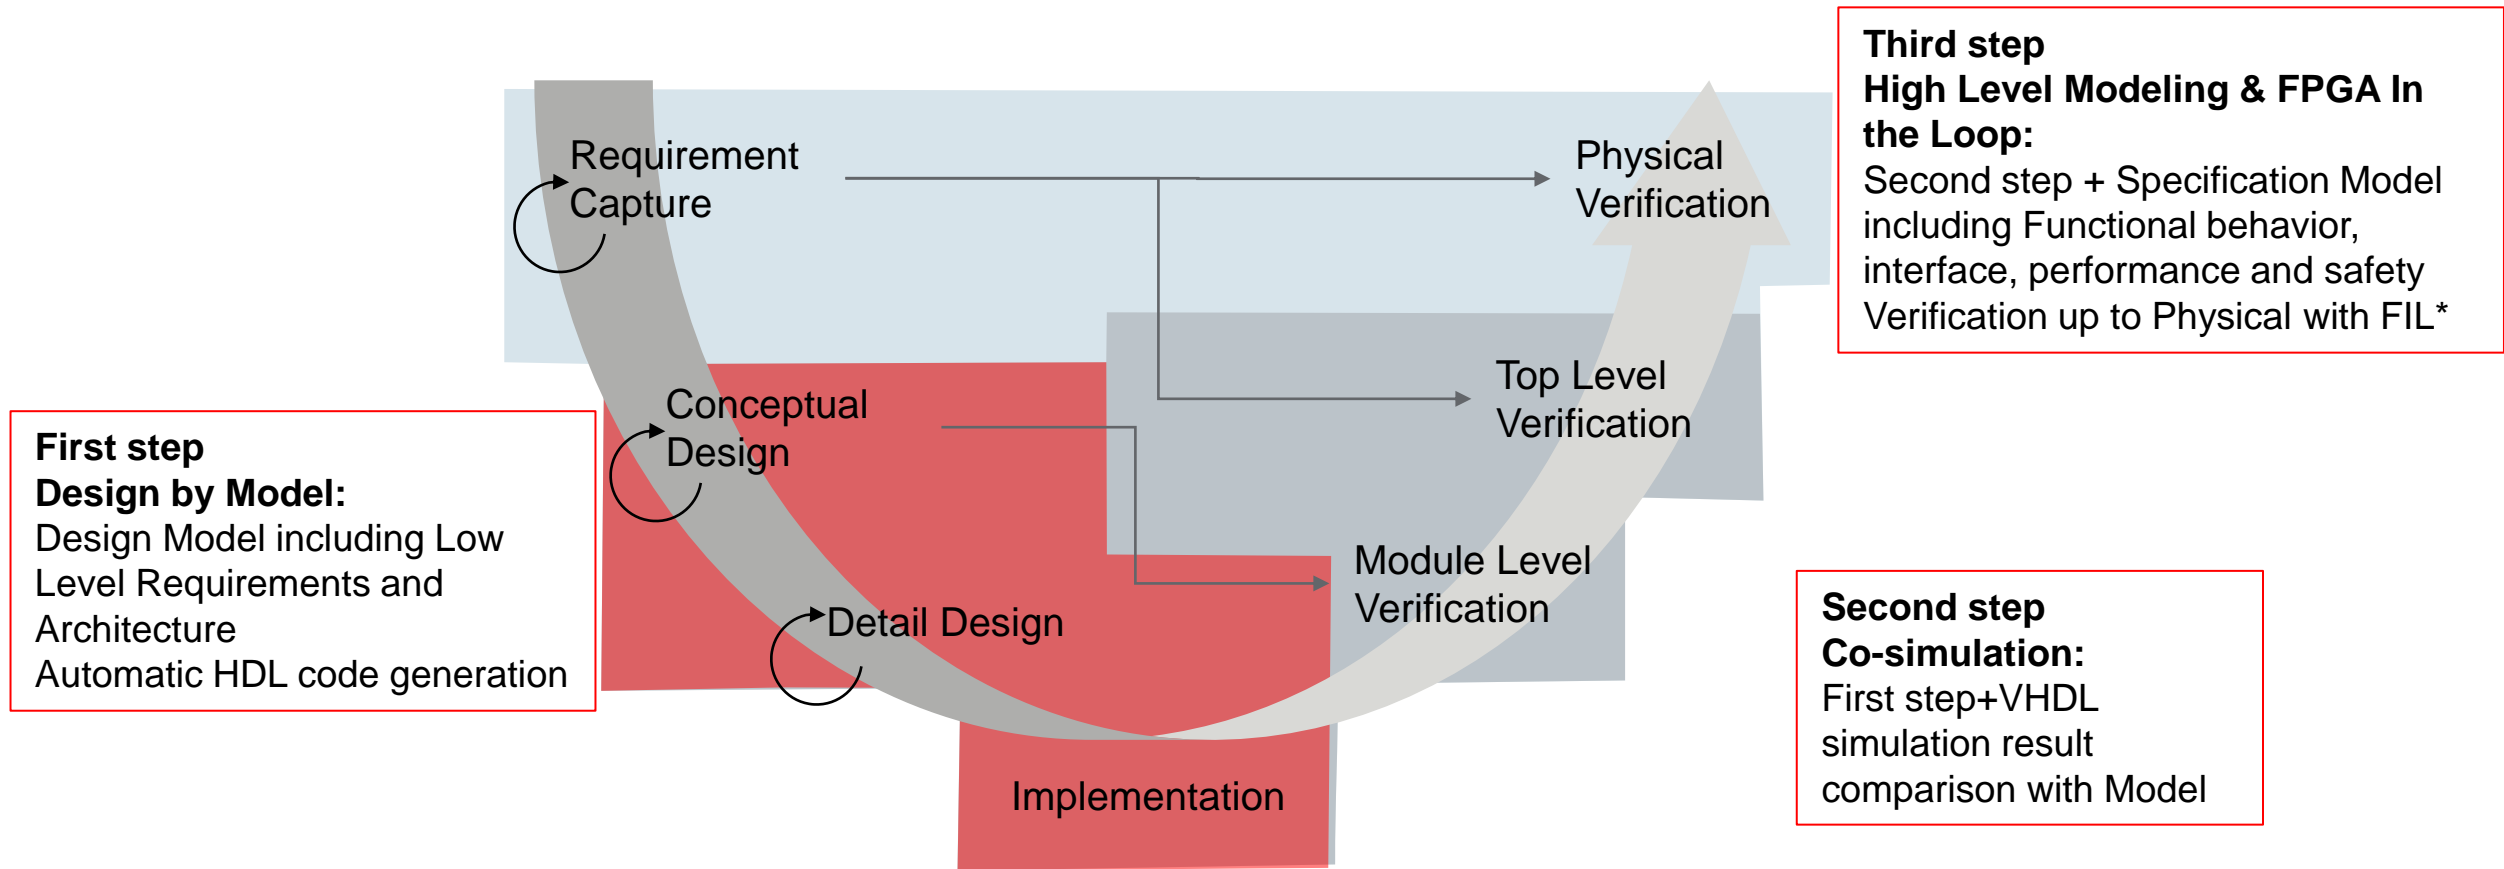 Third step
High Level Modeling & FPGA In
the Loop:
Second step + Specification Model
including Functional behavior,
interface, performance and safety
Verification up to Physical with FIL*
Requirement
Capture
Physical
Verification
Conceptual
Design
Top Level
Verification
First step
Design by Model:
Design Model including Low
Level Requirements and
Architecture
Automatic HDL code generation
Detail Design
Module Level
Verification
Second step
Co-simulation:
First step+VHDL
simulation result
comparison with Model
Implementation